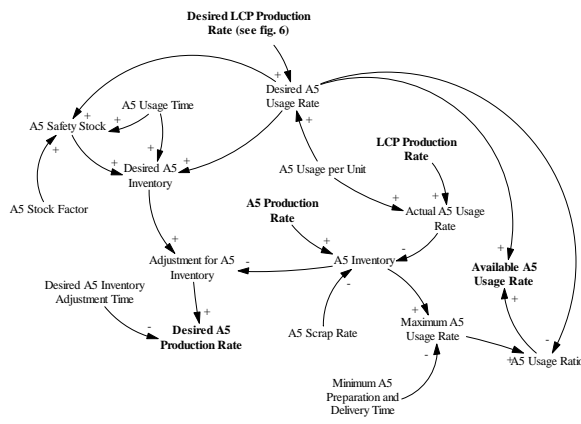 Desired LCP Production
Rate (see fig. 6)
+
Desired A5
Usage Rate
A5 Usage Time
+
+
A5 Safety Stock
+
+
+
+
+
Desired A5
Inventory
A5 Stock Factor
+
A5 Usage per Unit
LCP Production
Rate
+
+
Actual A5 Usage
Rate
A5 Production
Rate
+
-
A5 Inventory
-
+
Adjustment for A5
Inventory
-
+
Available A5
Usage Rate
+
Desired A5 Inventory
Adjustment Time
-
+
Desired A5
Production Rate
A5 Scrap Rate
+
Maximum A5
Usage Rate
-
-
+
A5 Usage Ratio
Minimum A5
Preparation and
Delivery Time